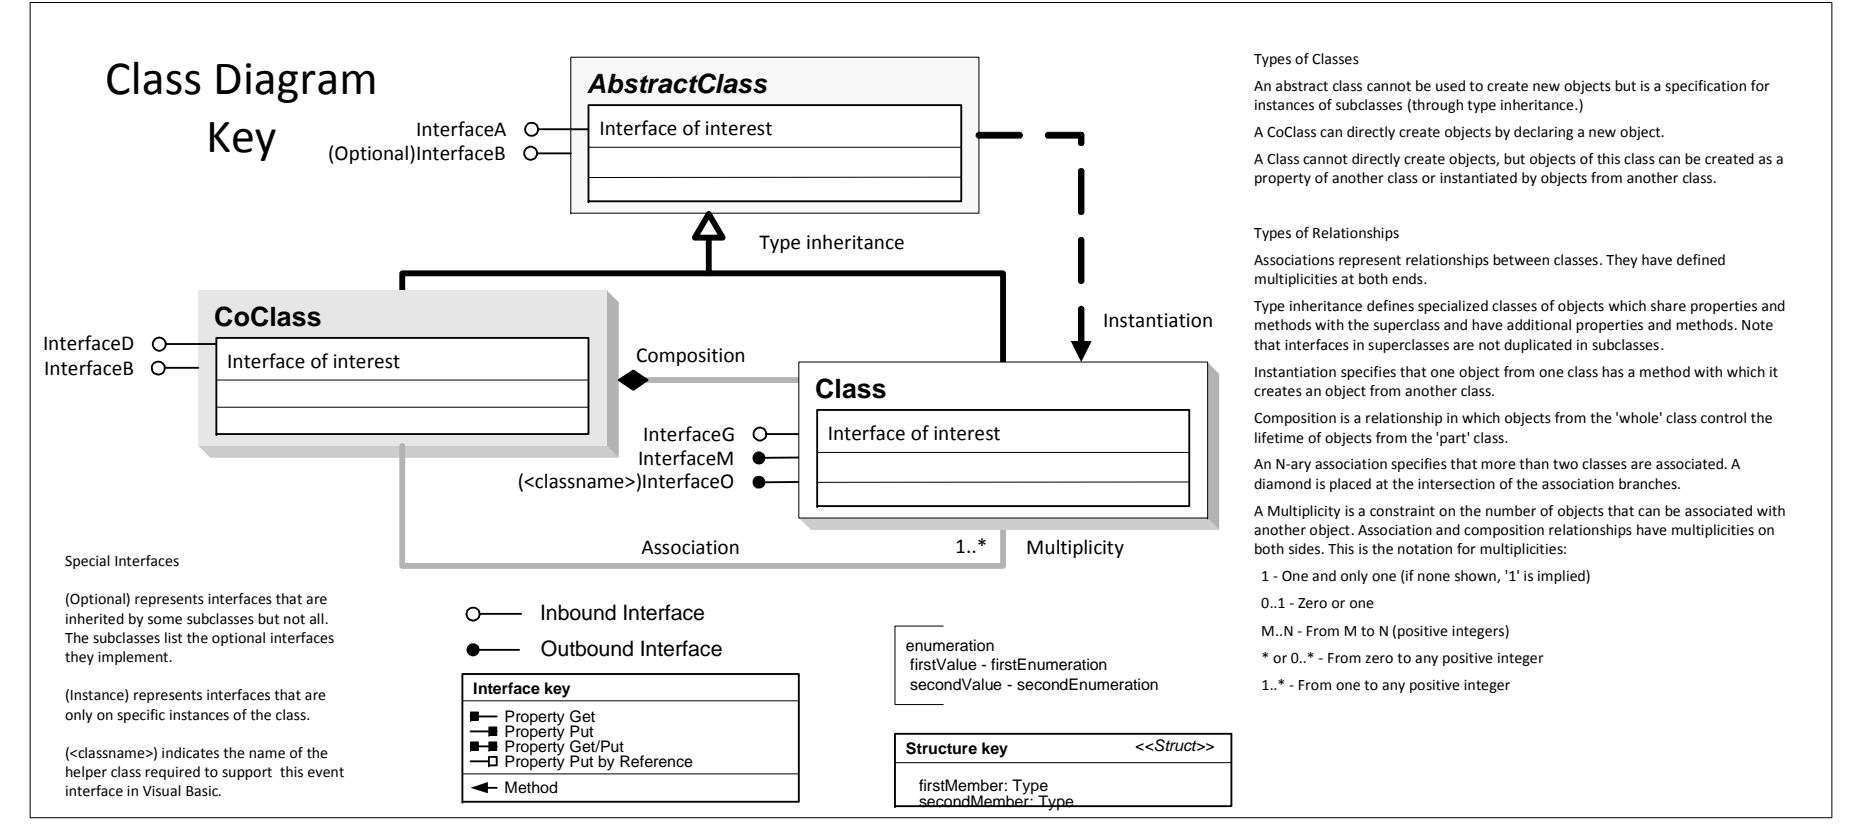 Class Diagram
Key
AbstractClass
Interface of interest
InterfaceA
(Optional)InterfaceB
Type inheritance
CoClass
Interface of interest
InterfaceD
InterfaceB
Composition
Instantiation
Class
Interface of interest
InterfaceG
InterfaceM
(<classname>)InterfaceO
Association
1..*
Multiplicity
Special Interfaces
(Optional) represents interfaces that are
inherited by some subclasses but not all.
The subclasses list the optional interfaces
they implement.
(Instance) represents interfaces that are
only on specific instances of the class.
(<classname>) indicates the name of the
helper class required to support  this event
interface in Visual Basic.
Inbound Interface
Outbound Interface
Interface key
Property Get
Property Put
Property Get/Put
Property Put by Reference
Method
enumeration
firstValue - firstEnumeration
secondValue - secondEnumeration
Structure key <<Struct>>
firstMember: Type
secondMember: Type
Types of Classes
An abstract class cannot be used to create new objects but is a specification for
instances of subclasses (through type inheritance.)
A CoClass can directly create objects by declaring a new object.
A Class cannot directly create objects, but objects of this class can be created as a
property of another class or instantiated by objects from another class.
Types of Relationships
Associations represent relationships between classes. They have defined
multiplicities at both ends.
Type inheritance defines specialized classes of objects which share properties and
methods with the superclass and have additional properties and methods. Note
that interfaces in superclasses are not duplicated in subclasses.
Instantiation specifies that one object from one class has a method with which it
creates an object from another class.
Composition is a relationship in which objects from the 'whole' class control the
lifetime of objects from the 'part' class.
An N-ary association specifies that more than two classes are associated. A
diamond is placed at the intersection of the association branches.
A Multiplicity is a constraint on the number of objects that can be associated with
another object. Association and composition relationships have multiplicities on
both sides. This is the notation for multiplicities:
1 - One and only one (if none shown, '1' is implied)
0..1 - Zero or one
M..N - From M to N (positive integers)
* or 0..* - From zero to any positive integer
1..* - From one to any positive integer